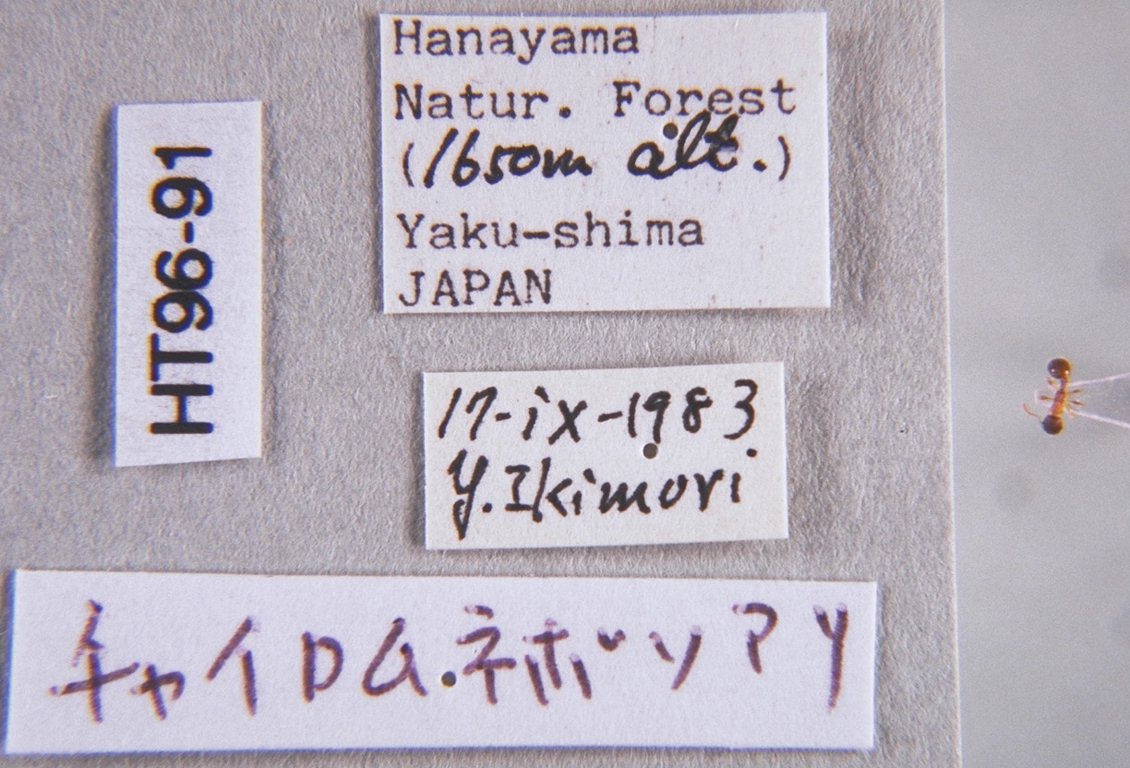 HT96-91
Hanayama
Natur. Forest
(1650m alt.)
Yaku-shima
JAPAN
17-ix-1983
Y. Ikimori
チャイロムネボソアリ